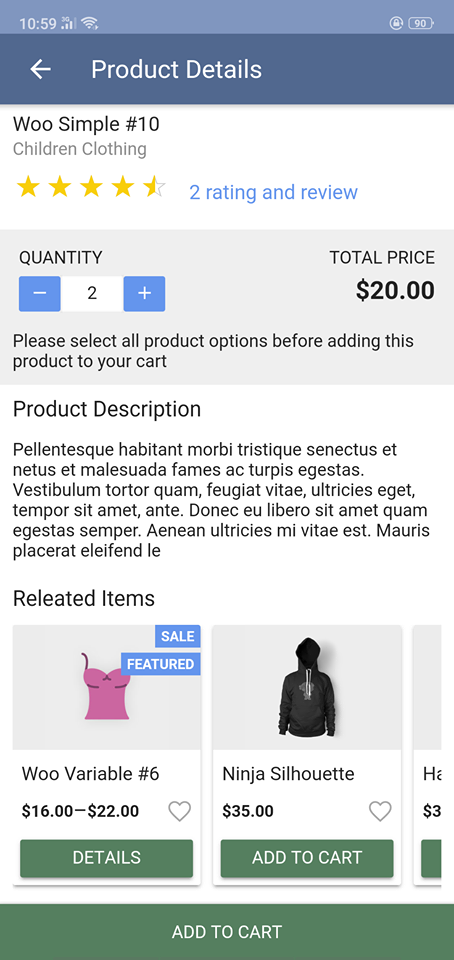 10:59 3G 90
Product Details
Woo Simple #10
Children Clothing
2 rating and review
QUANTITY TOTAL PRICE
2 $20.00
Please select all product options before adding this
product to your cart
Product Description
Pellentesque habitant morbi tristique senectus et
netus et malesuada fames ac turpis egestas.
Vestibulum tortor quam, feugiat vitae, ultricies eget,
tempor sit amet, ante. Donec eu libero sit amet quam
egestas semper. Aenean ultricies mi vitae est. Mauris
placerat eleifend le
Releated Items
SALE
FEATURED
Woo Variable #6 Ninja Silhouette Ha
$16.00–$22.00 $35.00 $3
DETAILS ADD TO CART
ADD TO CART